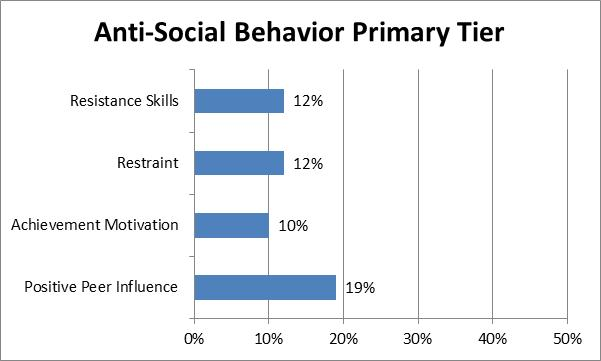 Anti-Social Behavior Primary Tier
Resistance Skills 12%
Restraint 12%
Achievement Motivation 10%
Positive Peer Influence 19%
0% 10% 20% 30% 40% 50%